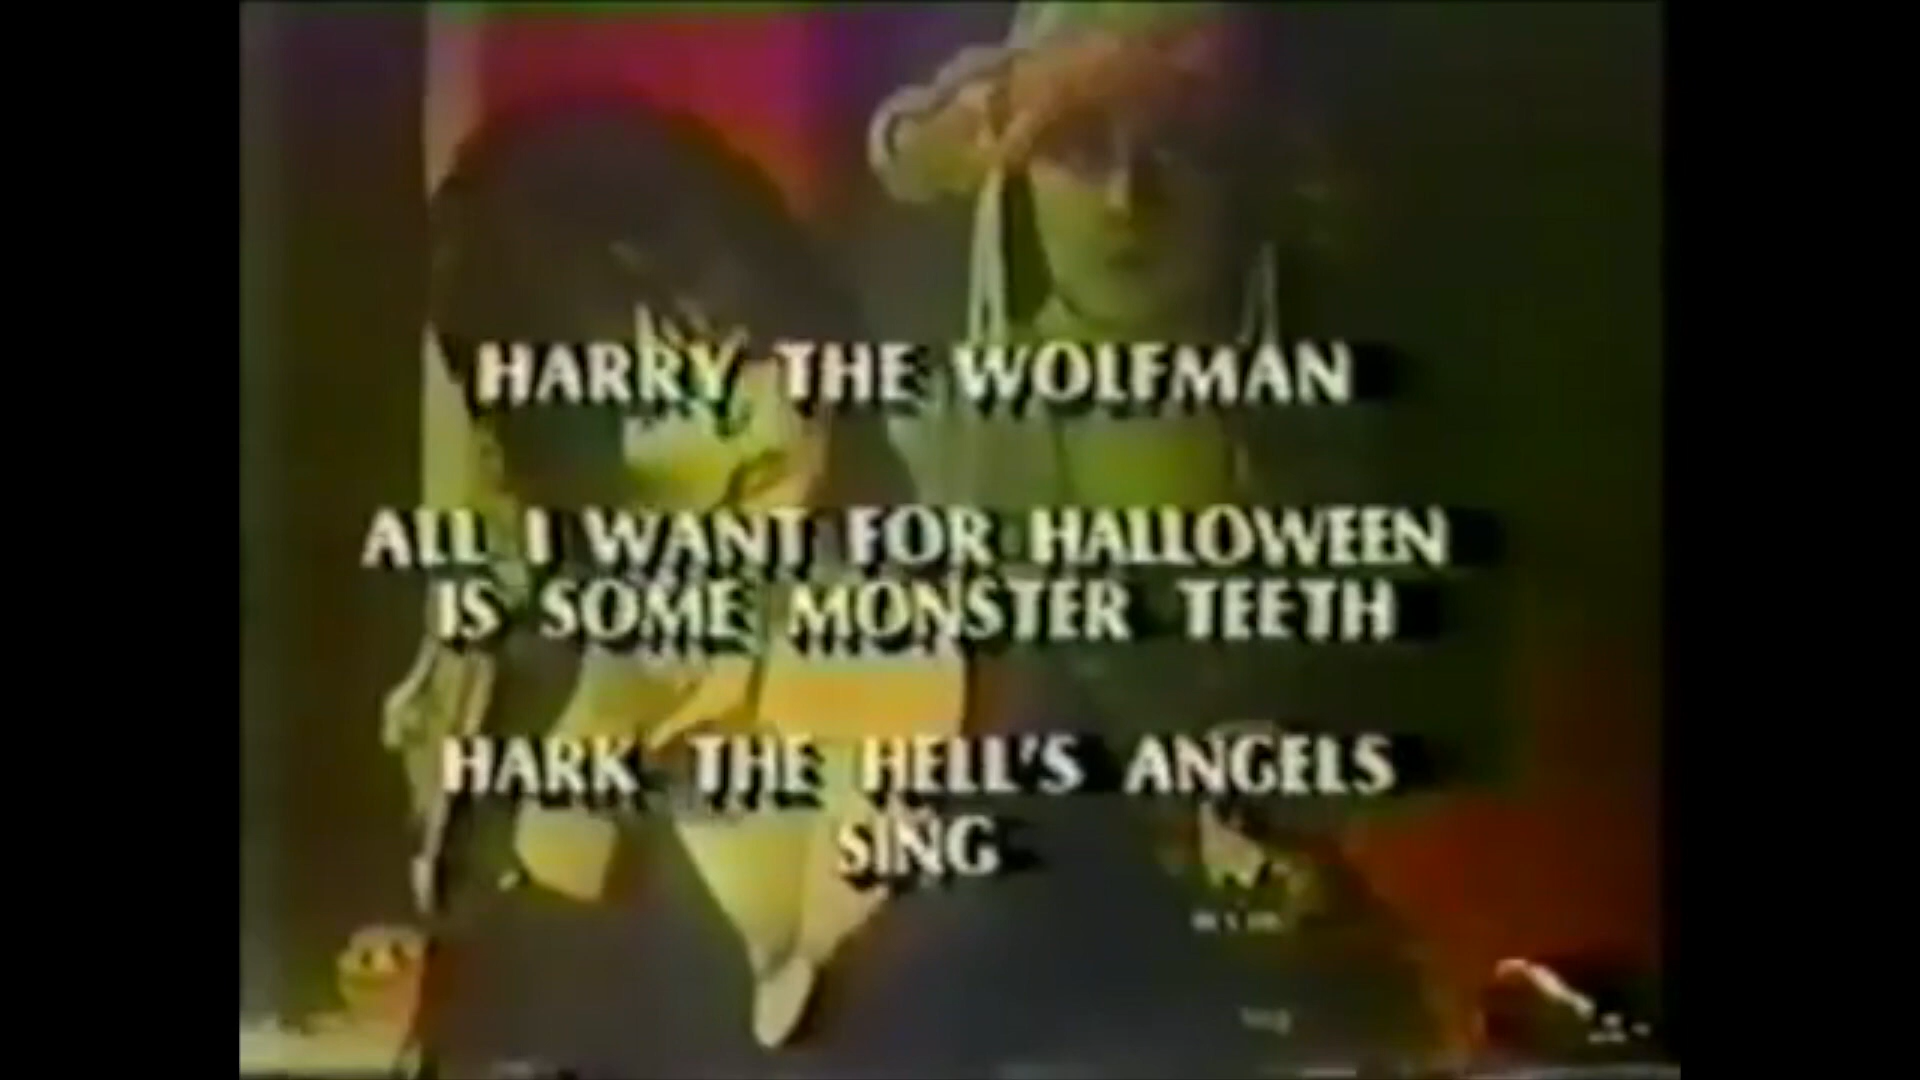 HARRY THE WOLFMAN
ALL I WANT FOR HALLOWEEN
IS SOME MONSTER TEETH
HARK THE HELL'S ANGELS
SING